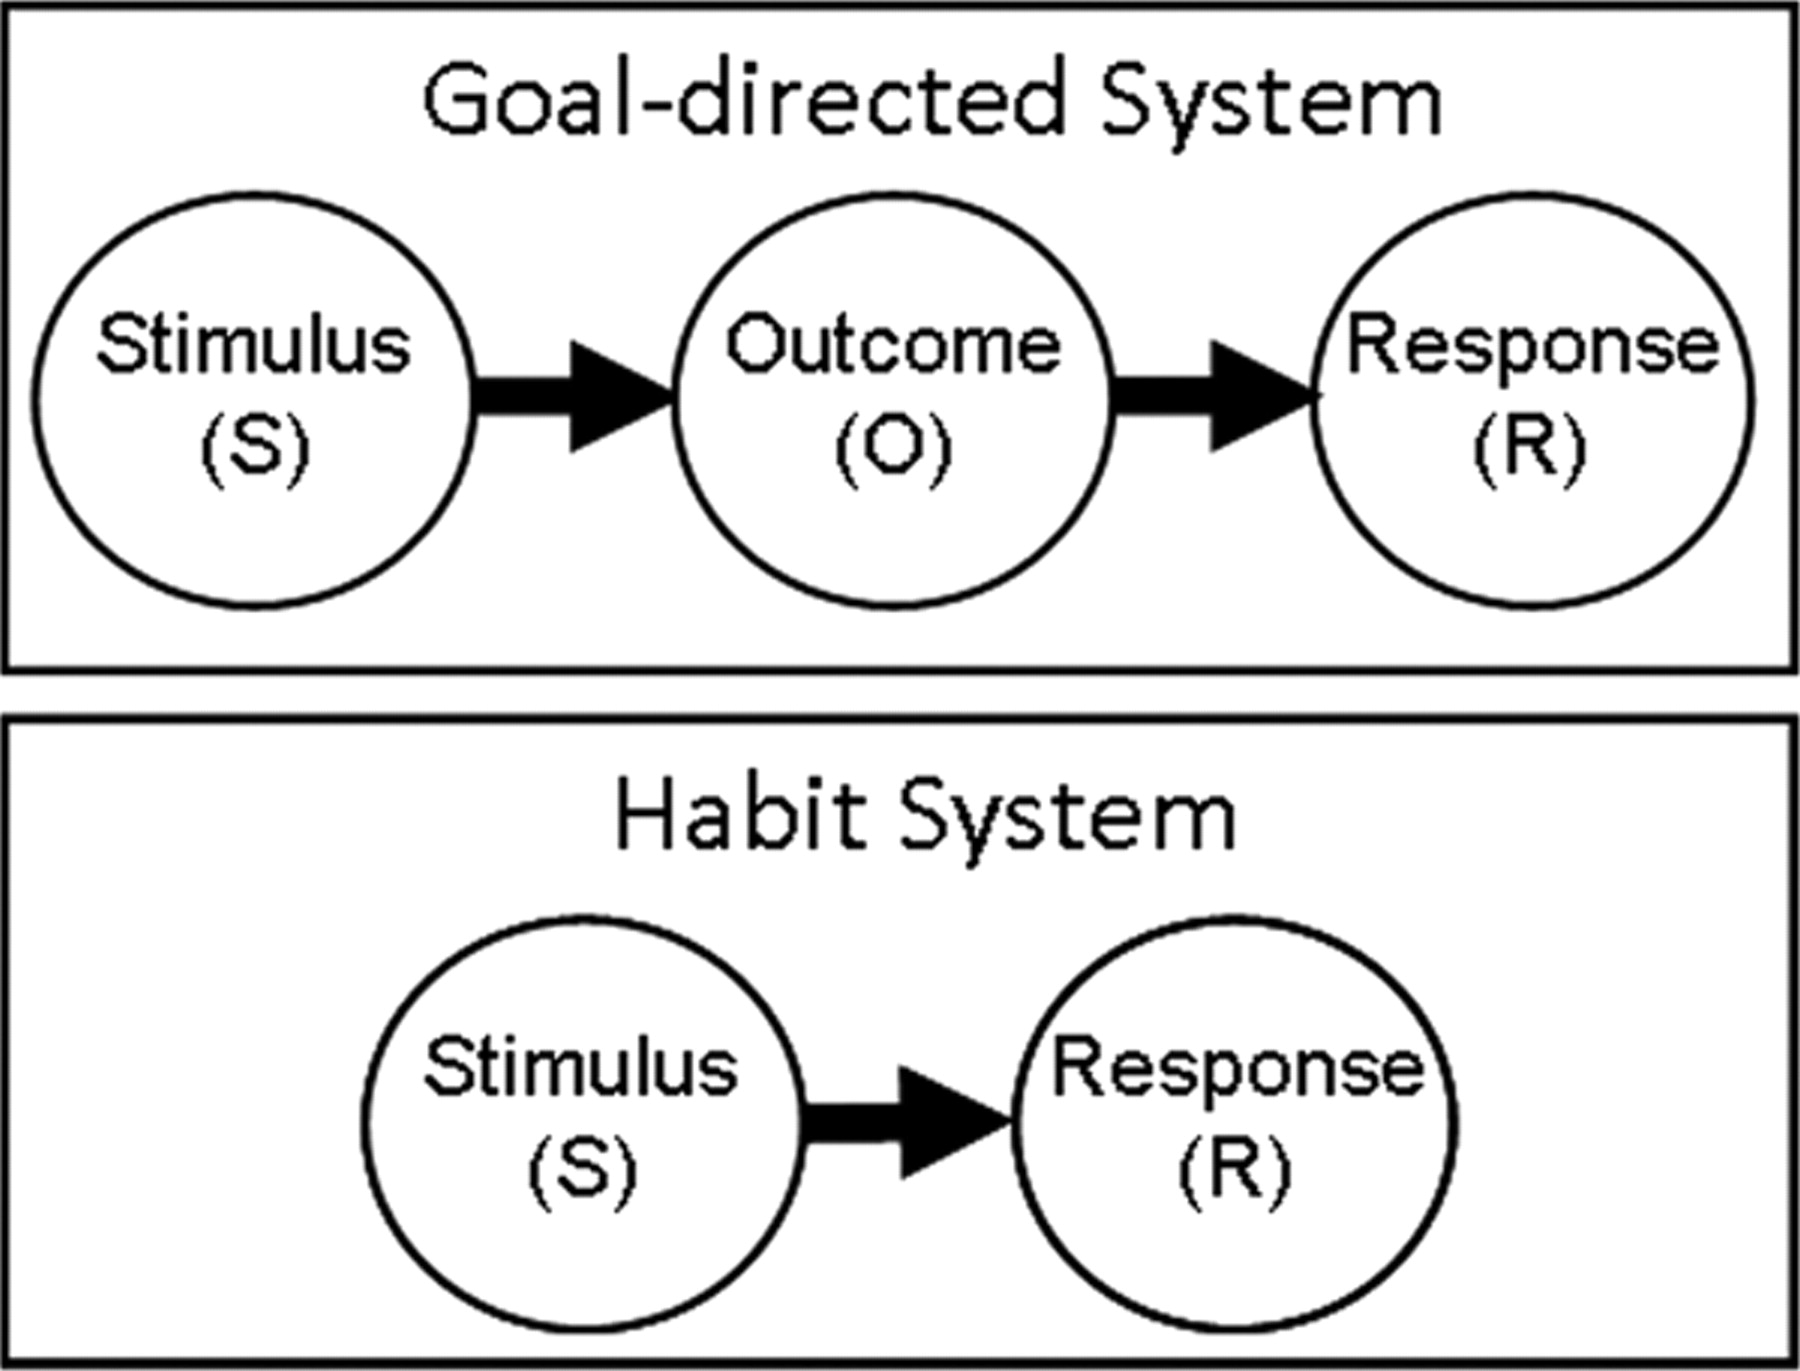 Goal-directed System
Stimulus
(S)
Outcome
(O)
Response
(R)
Habit System
Stimulus
(S)
Response
(R)